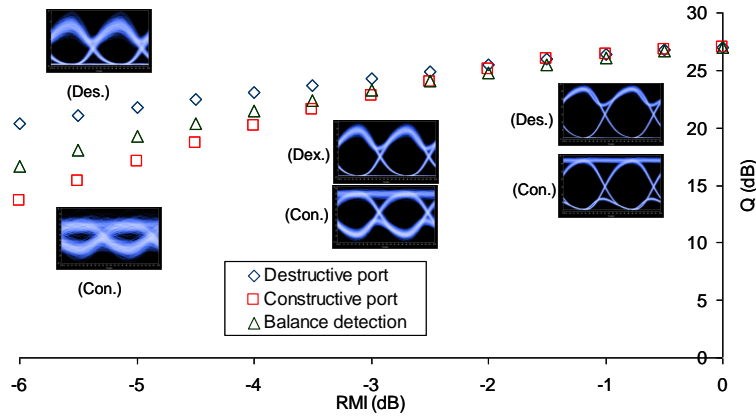 30
(Des.)
25
(Des.)
20
(Dex.)
Q (dB)
(Con.)
15
(Con.)
10
(Con.)
Destructive port
Constructive port
5
Balance detection
0
-6 -5 -4 -3 -2 -1 0
RMI (dB)